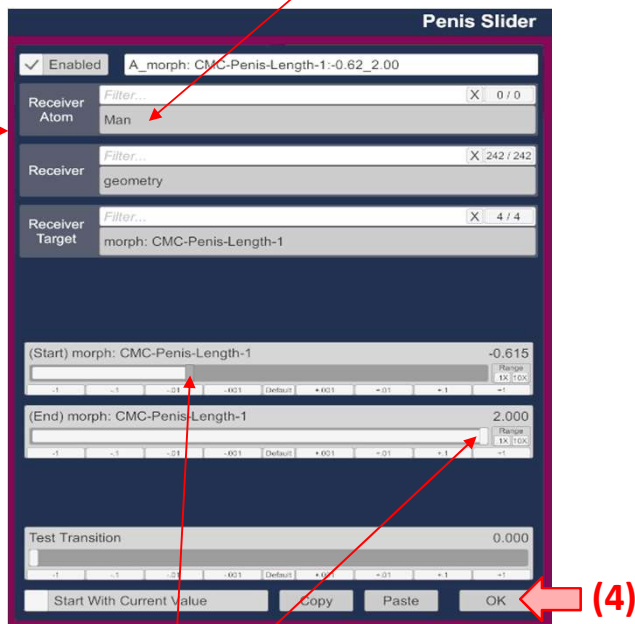 Penis Slider
✓ Enabled A_morph: CMC-Penis-Length-1:-0.62_2.00
Receiver Atom Filter... X 0 / 0
Man
Receiver Filter... X 242 / 242
geometry
Receiver Target Filter... X 4 / 4
morph: CMC-Penis-Length-1
(Start) morph: CMC-Penis-Length-1 -0.615
Range
1X 10X
-1 -.1 -.01 -.001 Default +.001 +.01 +.1 +1
(End) morph: CMC-Penis-Length-1 2.000
Range
1X 10X
-1 -.1 -.01 -.001 Default +.001 +.01 +.1 +1
Test Transition 0.000
-1 -.1 -.01 -.001 Default +.001 +.01 +.1 +1
Start With Current Value Copy Paste OK (4)